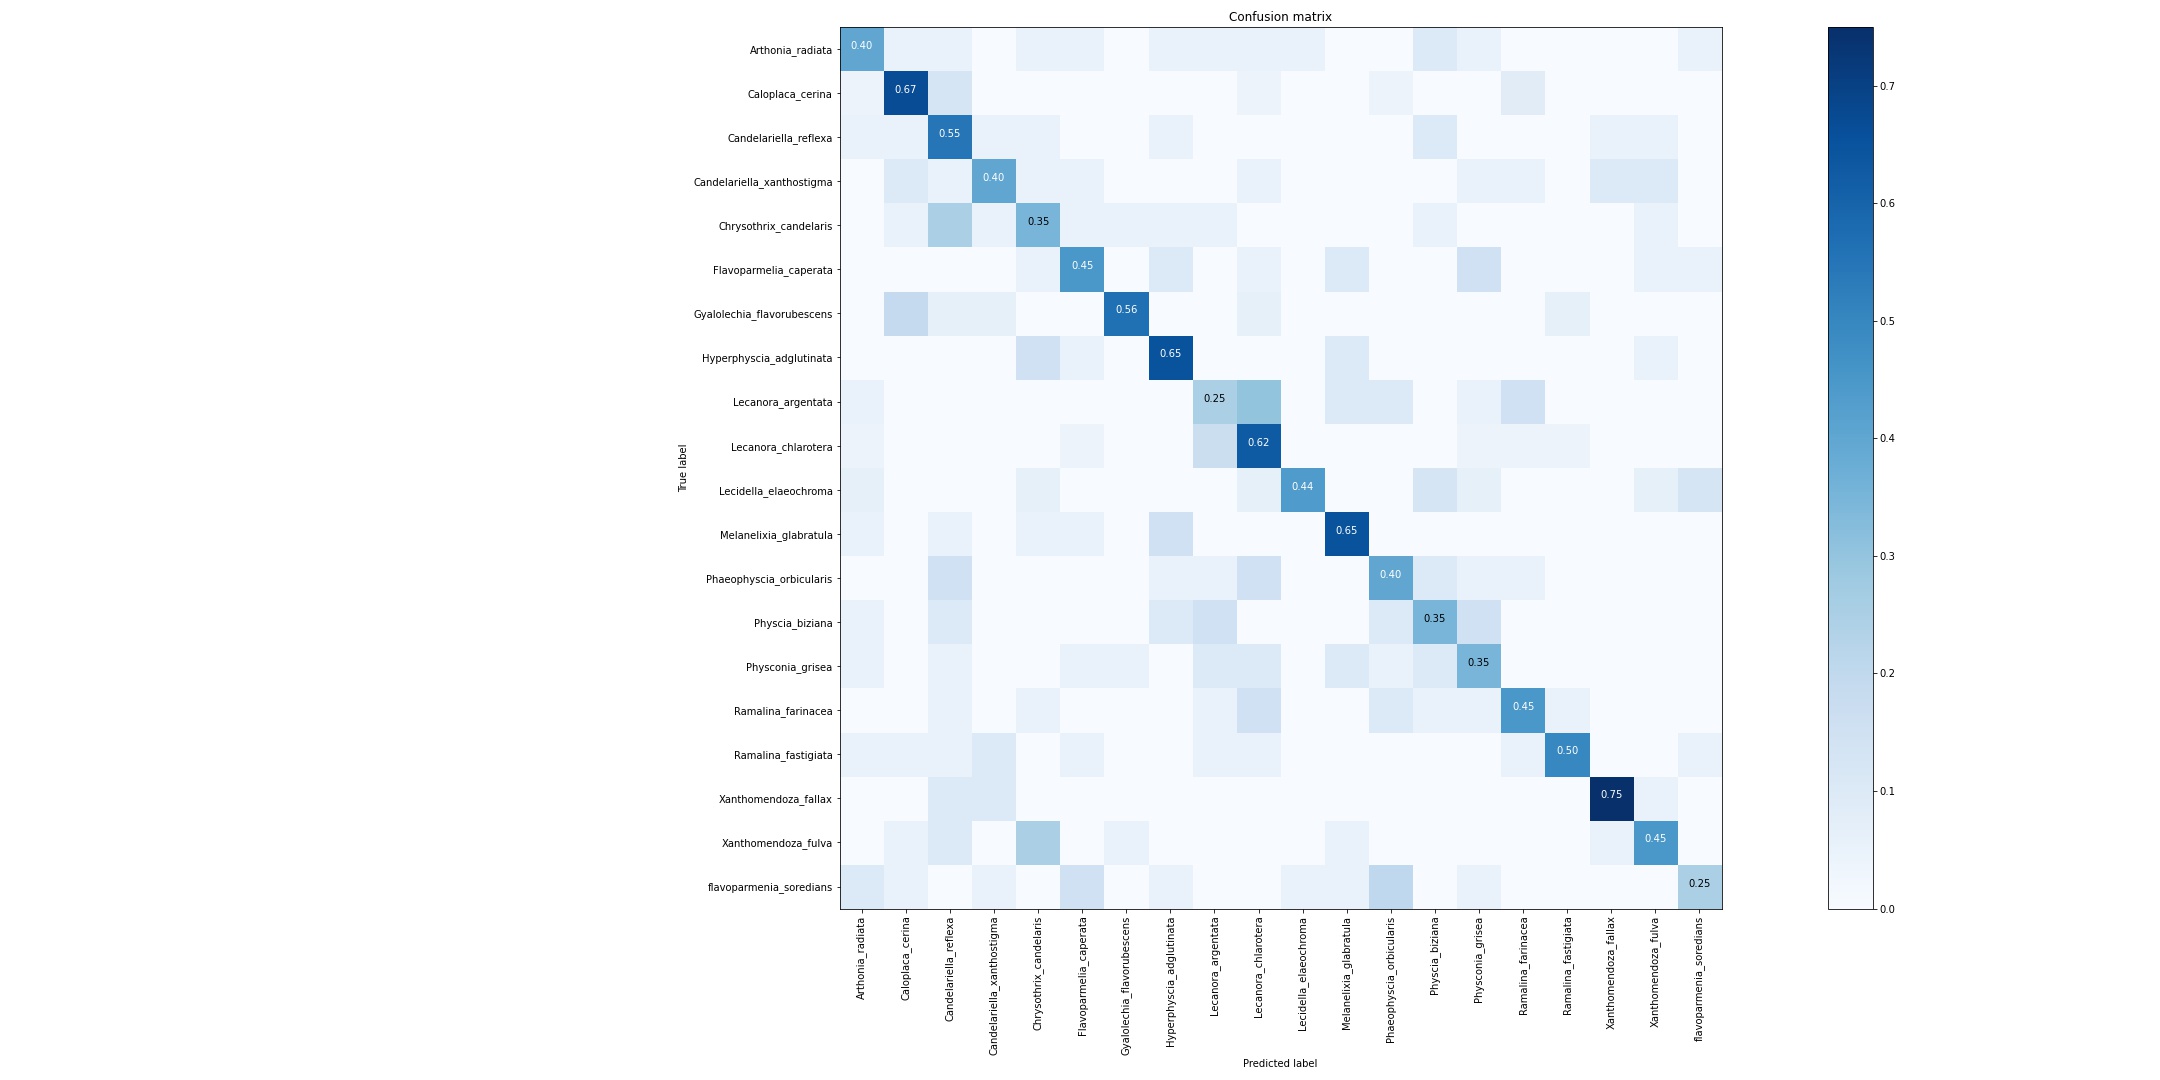 Confusion matrix
True label
Arthonia_radiata
Caloplaca_cerina
Candelariella_reflexa
Candelariella_xanthostigma
Chrysothrix_candelaris
Flavoparmelia_caperata
Gyalolechia_flavorubescens
Hyperphyscia_adglutinata
Lecanora_argentata
Lecanora_chlarotera
Lecidella_elaeochroma
Melanelixia_glabratula
Phaeophyscia_orbicularis
Physcia_biziana
Physconia_grisea
Ramalina_farinacea
Ramalina_fastigiata
Xanthomendoza_fallax
Xanthomendoza_fulva
flavoparmenia_soredians
0.40
0.67
0.55
0.40
0.35
0.45
0.56
0.65
0.25
0.62
0.44
0.65
0.40
0.35
0.35
0.45
0.50
0.75
0.45
0.25
Arthonia_radiata
Caloplaca_cerina
Candelariella_reflexa
Candelariella_xanthostigma
Chrysothrix_candelaris
Flavoparmelia_caperata
Gyalolechia_flavorubescens
Hyperphyscia_adglutinata
Lecanora_argentata
Lecanora_chlarotera
Lecidella_elaeochroma
Melanelixia_glabratula
Phaeophyscia_orbicularis
Physcia_biziana
Physconia_grisea
Ramalina_farinacea
Ramalina_fastigiata
Xanthomendoza_fallax
Xanthomendoza_fulva
flavoparmenia_soredians
Predicted label
0.7
0.6
0.5
0.4
0.3
0.2
0.1
0.0